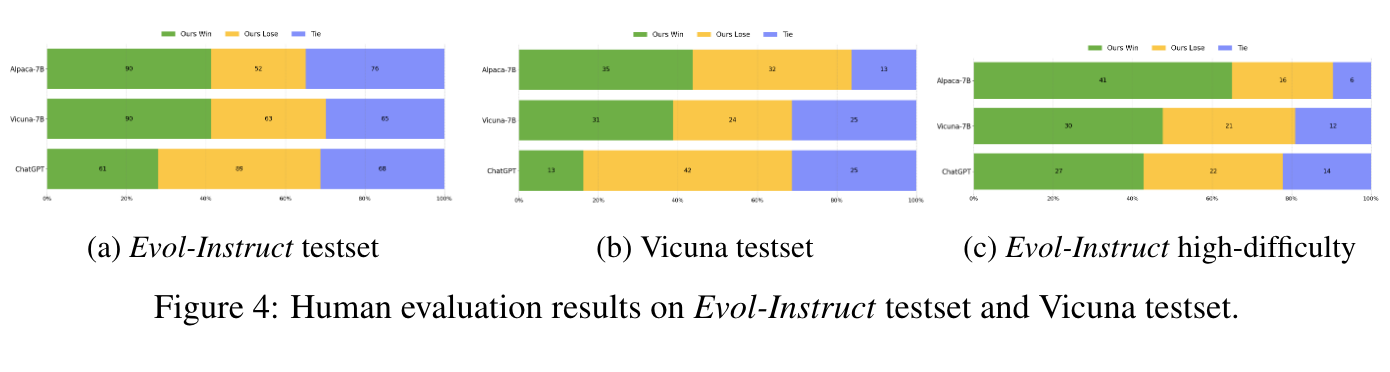 Ours Win Ours Lose Tie
Alpaca-7B 90 52 76
Vicuna-7B 90 63 65
ChatGPT 61 89 68
0% 20% 40% 60% 80% 100%
(a) Evol-Instruct testset
Ours Win Ours Lose Tie
Alpaca-7B 35 32 13
Vicuna-7B 31 24 25
ChatGPT 13 42 25
0% 20% 40% 60% 80% 100%
(b) Vicuna testset
Ours Win Ours Lose Tie
Alpaca-7B 41 16 6
Vicuna-7B 30 21 12
ChatGPT 27 22 14
0% 20% 40% 60% 80% 100%
(c) Evol-Instruct high-difficulty
Figure 4: Human evaluation results on Evol-Instruct testset and Vicuna testset.